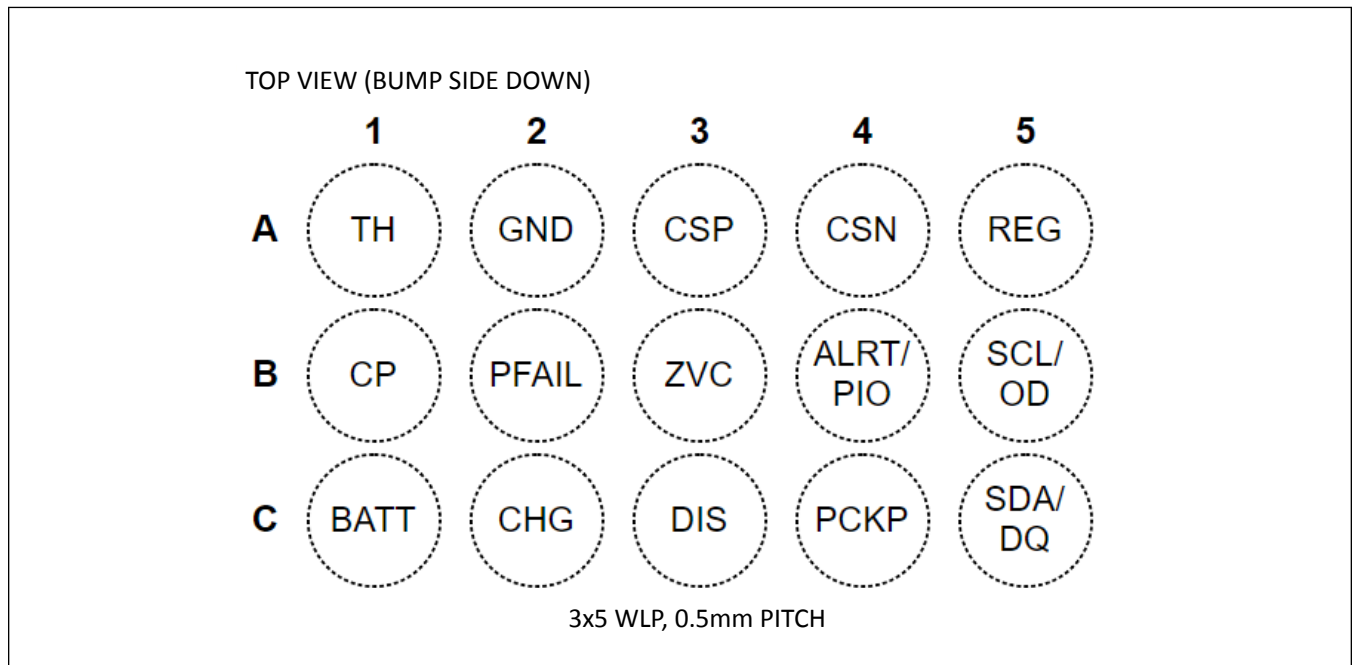 TOP VIEW (BUMP SIDE DOWN)
1 2 3 4 5
A TH GND CSP CSN REG
B CP PFAIL ZVC ALRT/
PIO SCL/
OD
C BATT CHG DIS PCKP SDA/
DQ
3x5 WLP, 0.5mm PITCH